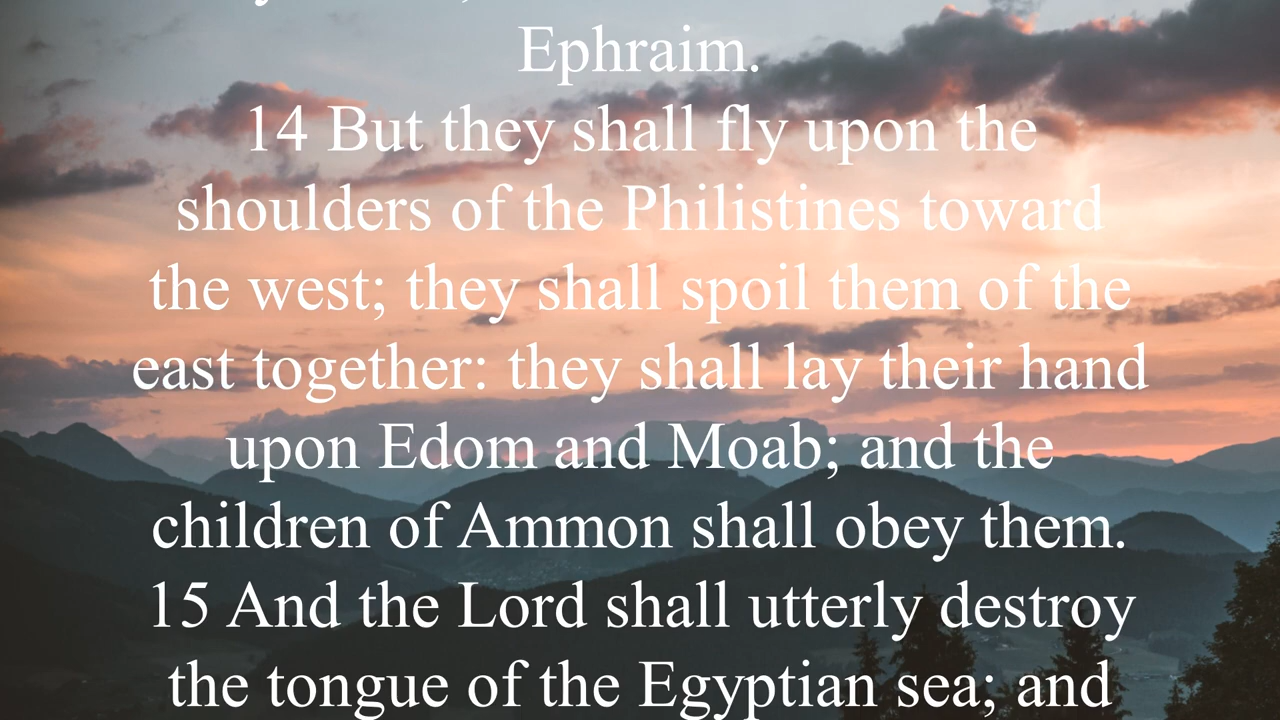 Ephraim.
14 But they shall fly upon the
shoulders of the Philistines toward
the west; they shall spoil them of the
east together: they shall lay their hand
upon Edom and Moab; and the
children of Ammon shall obey them.
15 And the Lord shall utterly destroy
the tongue of the Egyptian sea; and